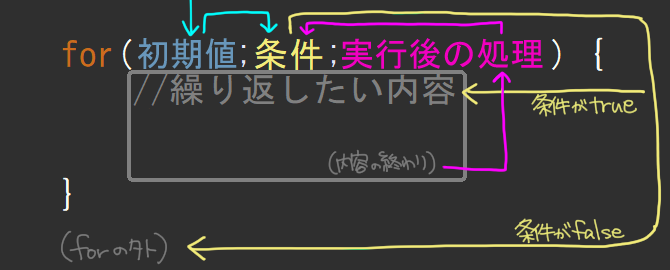 for(初期値;条件;実行後の処理) {
//繰り返したい内容
条件がtrue
(内容の終わり)
}
条件がfalse
(forの外)